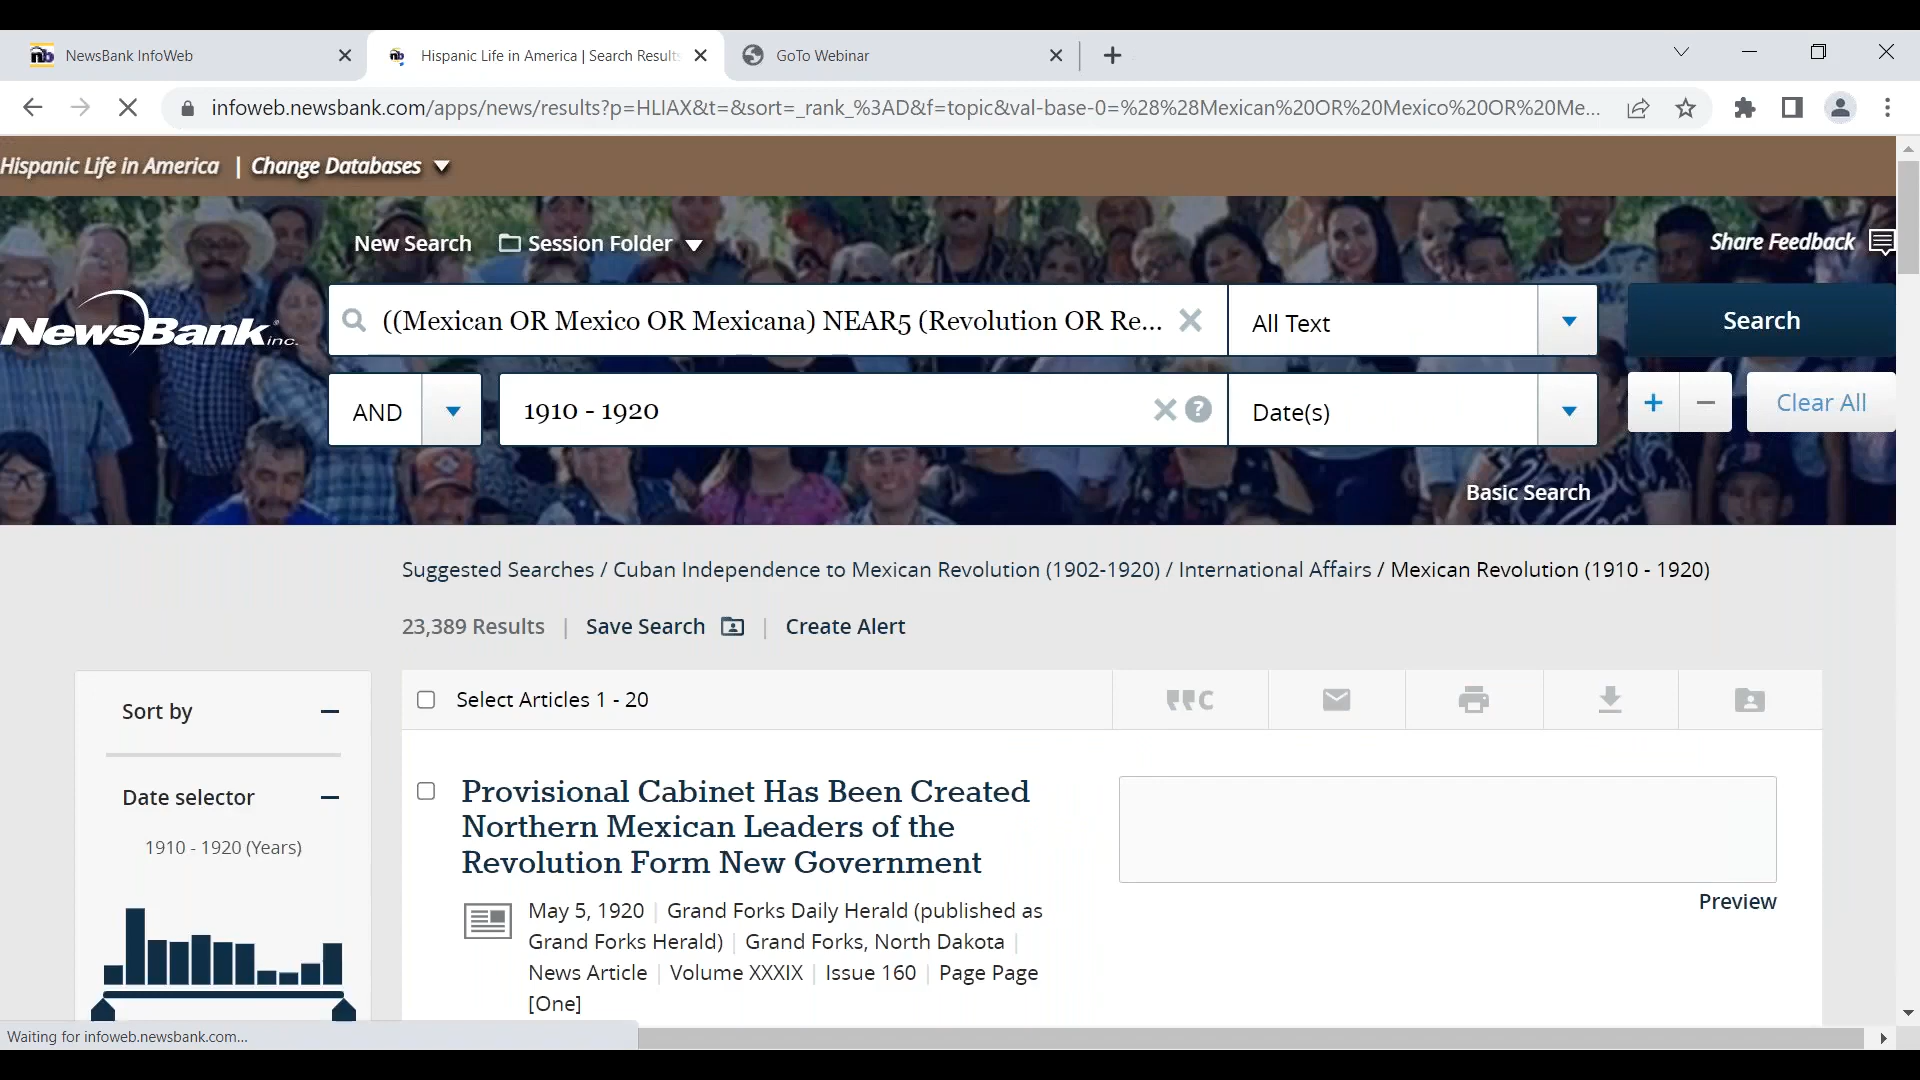 NewsBank InfoWeb
Hispanic Life in America | Search Results
GoTo Webinar
infoweb.newsbank.com/apps/news/results?p=HLIAX&t=&sort=_rank_%3AD&f=topic&val-base-0=%28%28Mexican%20OR%20Mexico%20OR%20Me...
Hispanic Life in America | Change Databases
New Search Session Folder
Share Feedback
NewsBank inc.
((Mexican OR Mexico OR Mexicana) NEAR5 (Revolution OR Re...
All Text
Search
AND
1910 - 1920
?
Date(s)
+
−
Clear All
Basic Search
Suggested Searches / Cuban Independence to Mexican Revolution (1902-1920) / International Affairs / Mexican Revolution (1910 - 1920)
23,389 Results | Save Search | Create Alert
Sort by
Select Articles 1 - 20
Date selector
1910 - 1920 (Years)
Provisional Cabinet Has Been Created
Northern Mexican Leaders of the
Revolution Form New Government
Preview
May 5, 1920 | Grand Forks Daily Herald (published as
Grand Forks Herald) | Grand Forks, North Dakota |
News Article | Volume XXXIX | Issue 160 | Page Page
[One]
Waiting for infoweb.newsbank.com...